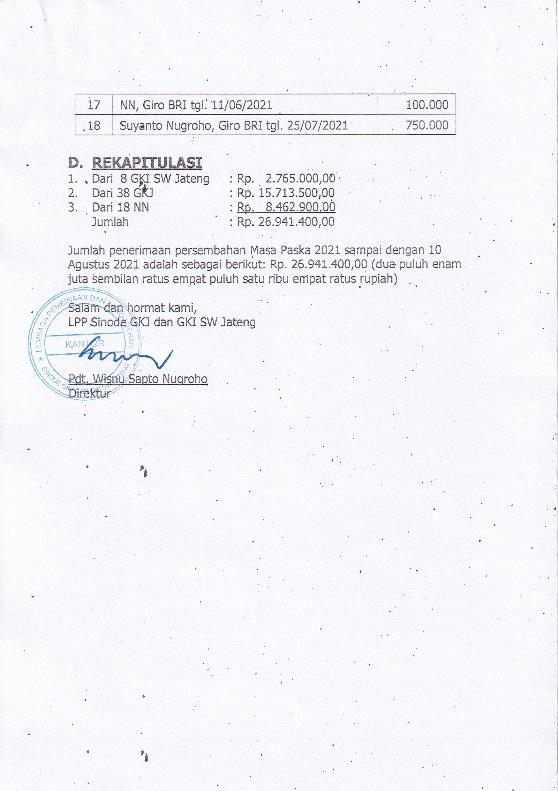 17 NN, Giro BRI tgl. 11/06/2021 100.000
18 Suyanto Nugroho, Giro BRI tgl. 25/07/2021 750.000
D. REKAPITULASI
1. Dari 8 GKI SW Jateng : Rp. 2.765.000,00
2. Dari 38 GKJ : Rp. 15.713.500,00
3. Dari 18 NN : Rp. 8.462.900,00
Jumlah : Rp. 26.941.400,00
Jumlah penerimaan persembahan Masa Paska 2021 sampai dengan 10
Agustus 2021 adalah sebagai berikut: Rp. 26.941.400,00 (dua puluh enam
juta sembilan ratus empat puluh satu ribu empat ratus rupiah)
Salam dan hormat kami,
LPP Sinode GKJ dan GKI SW Jateng
LEMBAGA PEMBINAAN DAN
KANTOR
SINODE
Pdt. Wisnu Sapto Nugroho
Direktur